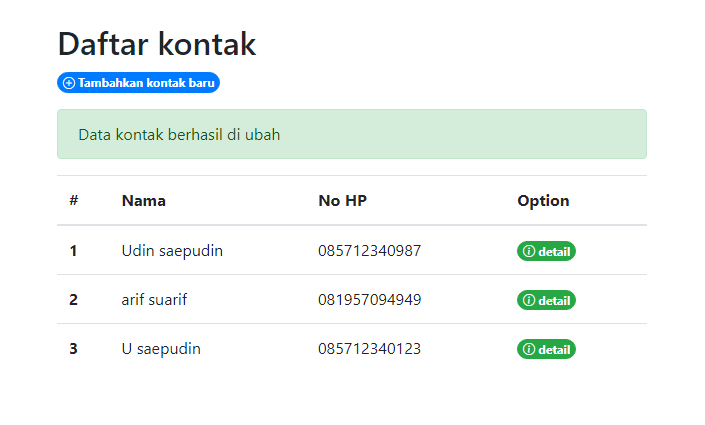 Daftar kontak
Tambahkan kontak baru
Data kontak berhasil di ubah
# Nama No HP Option
1 Udin saepudin 085712340987 detail
2 arif suarif 081957094949 detail
3 U saepudin 085712340123 detail